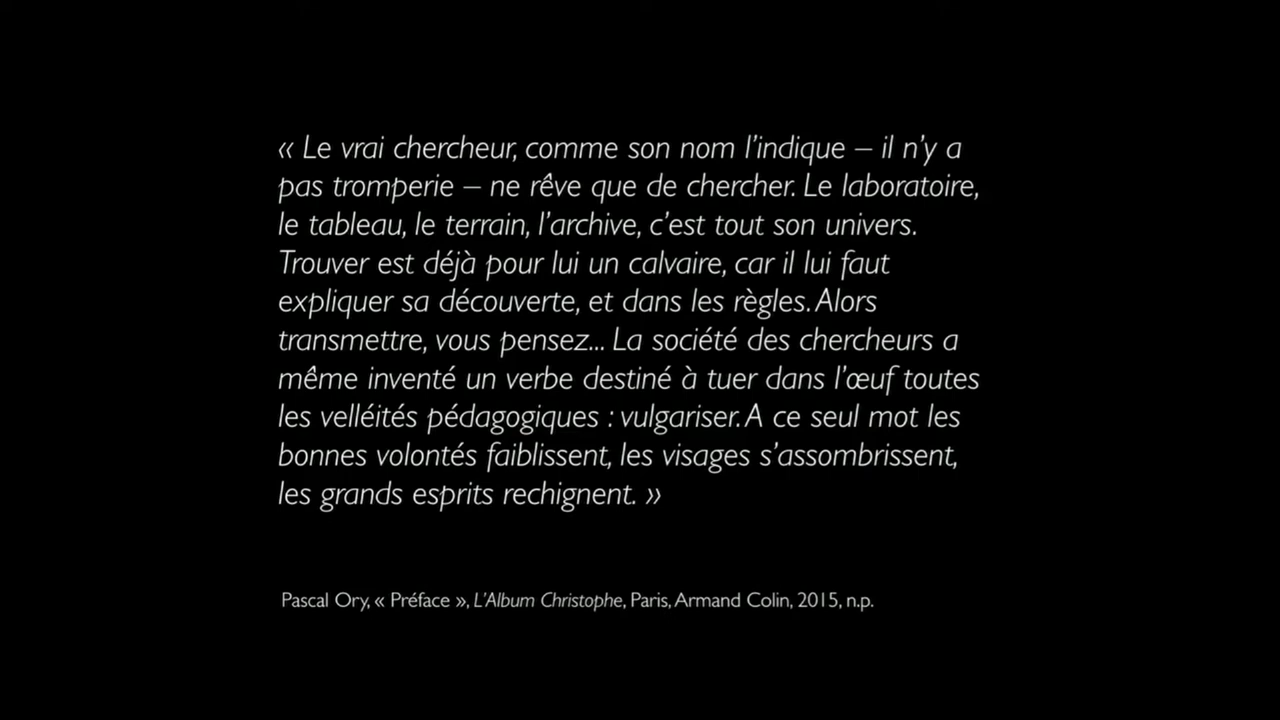 « Le vrai chercheur, comme son nom l’indique – il n’y a
pas tromperie – ne rêve que de chercher. Le laboratoire,
le tableau, le terrain, l’archive, c’est tout son univers.
Trouver est déjà pour lui un calvaire, car il lui faut
expliquer sa découverte, et dans les règles. Alors
transmettre, vous pensez... La société des chercheurs a
même inventé un verbe destiné à tuer dans l’œuf toutes
les velléités pédagogiques : vulgariser. A ce seul mot les
bonnes volontés faiblissent, les visages s’assombrissent,
les grands esprits rechignent. »
Pascal Ory, « Préface », L’Album Christophe, Paris, Armand Colin, 2015, n.p.